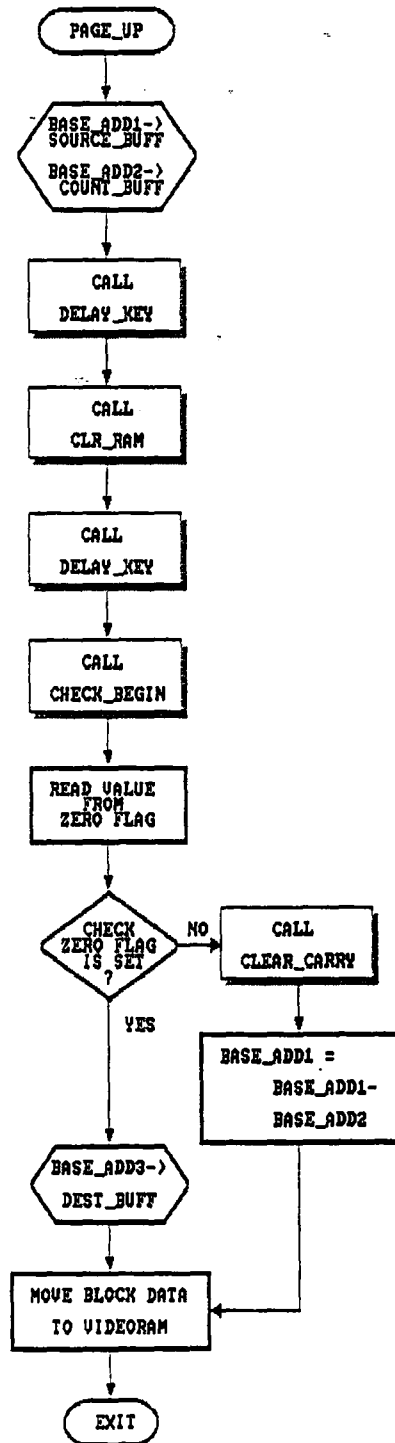 PAGE_UP
BASE_ADD1->
SOURCE_BUFF
BASE_ADD2->
COUNT_BUFF
CALL
DELAY_KEY
CALL
CLR_RAM
CALL
DELAY_KEY
CALL
CHECK_BEGIN
READ VALUE
FROM
ZERO FLAG
CHECK
ZERO FLAG
IS SET
?
NO
CALL
CLEAR_CARRY
YES
BASE_ADD1 =
BASE_ADD1-
BASE_ADD2
BASE_ADD3->
DEST_BUFF
MOVE BLOCK DATA
TO VIDEORAM
EXIT